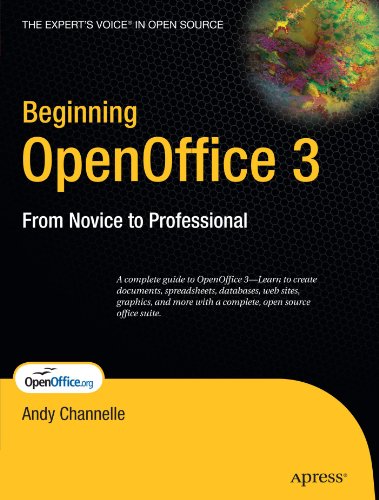 THE EXPERT'S VOICE® IN OPEN SOURCE
Beginning
OpenOffice 3
From Novice to Professional
A complete guide to OpenOffice 3—Learn to create
documents, spreadsheets, databases, web sites,
graphics, and more with a complete, open source
office suite.
OpenOffice.org
Andy Channelle
Apress®